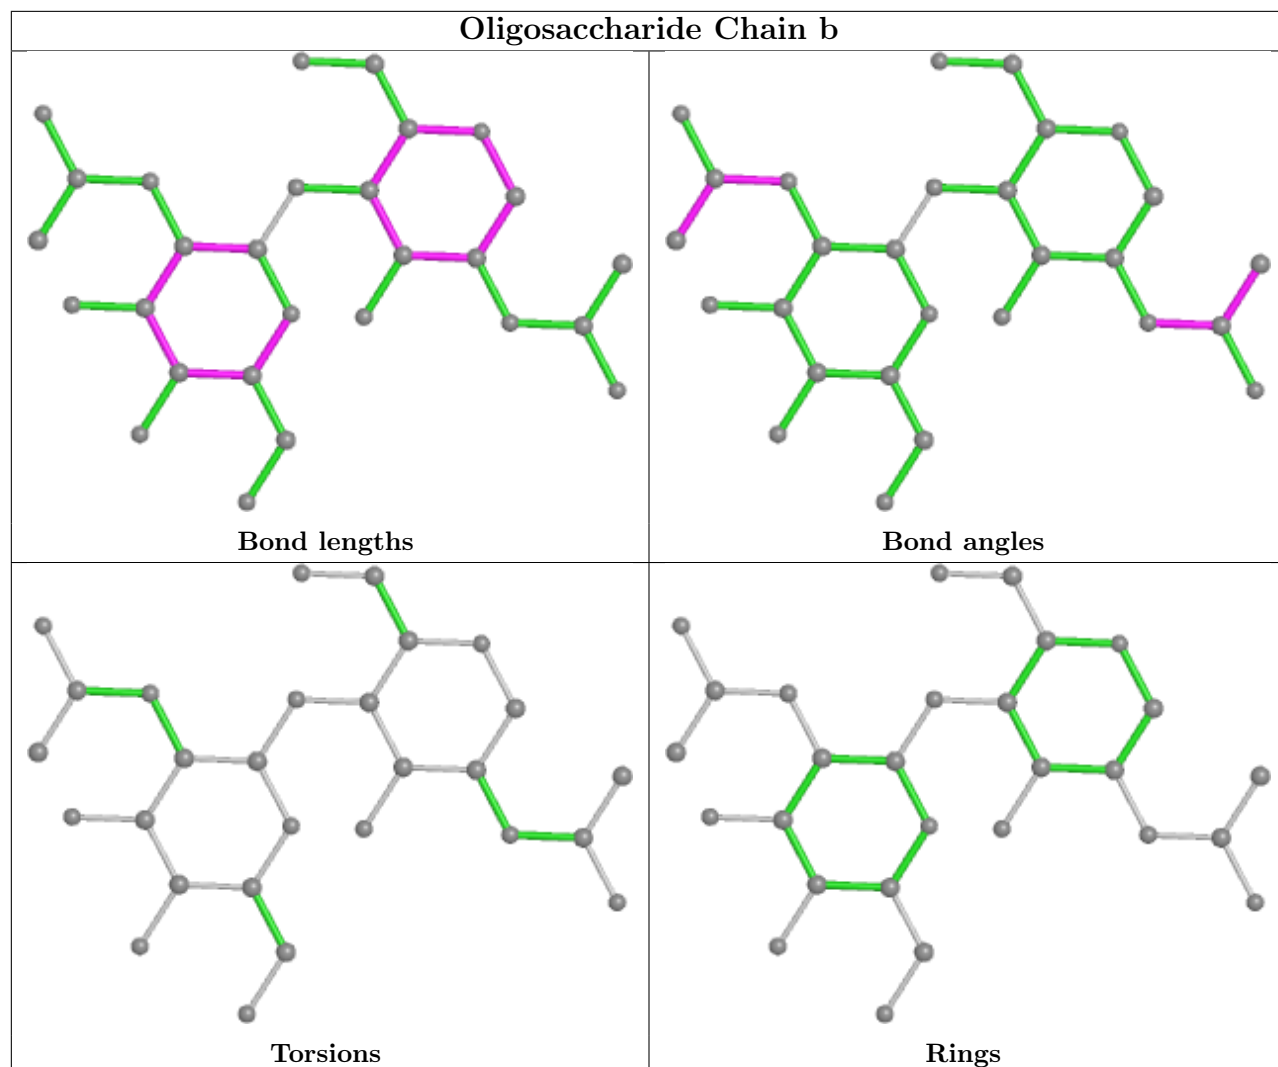 Oligosaccharide Chain b
Bond lengths
Bond angles
Torsions
Rings